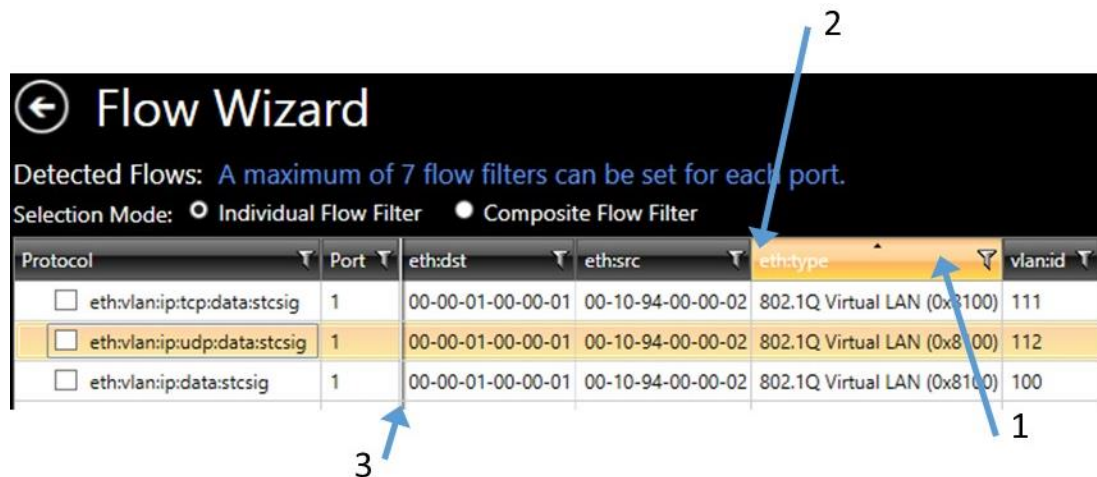 2
Flow Wizard
Detected Flows: A maximum of 7 flow filters can be set for each port.
Selection Mode: Individual Flow Filter Composite Flow Filter
Protocol Port eth:dst eth:src eth:type vlan:id
eth:vlan:ip:tcp:data:stcsig 1 00-00-01-00-00-01 00-10-94-00-00-02 802.1Q Virtual LAN (0x8100) 111
eth:vlan:ip:udp:data:stcsig 1 00-00-01-00-00-01 00-10-94-00-00-02 802.1Q Virtual LAN (0x8100) 112
eth:vlan:ip:data:stcsig 1 00-00-01-00-00-01 00-10-94-00-00-02 802.1Q Virtual LAN (0x8100) 100
1
3